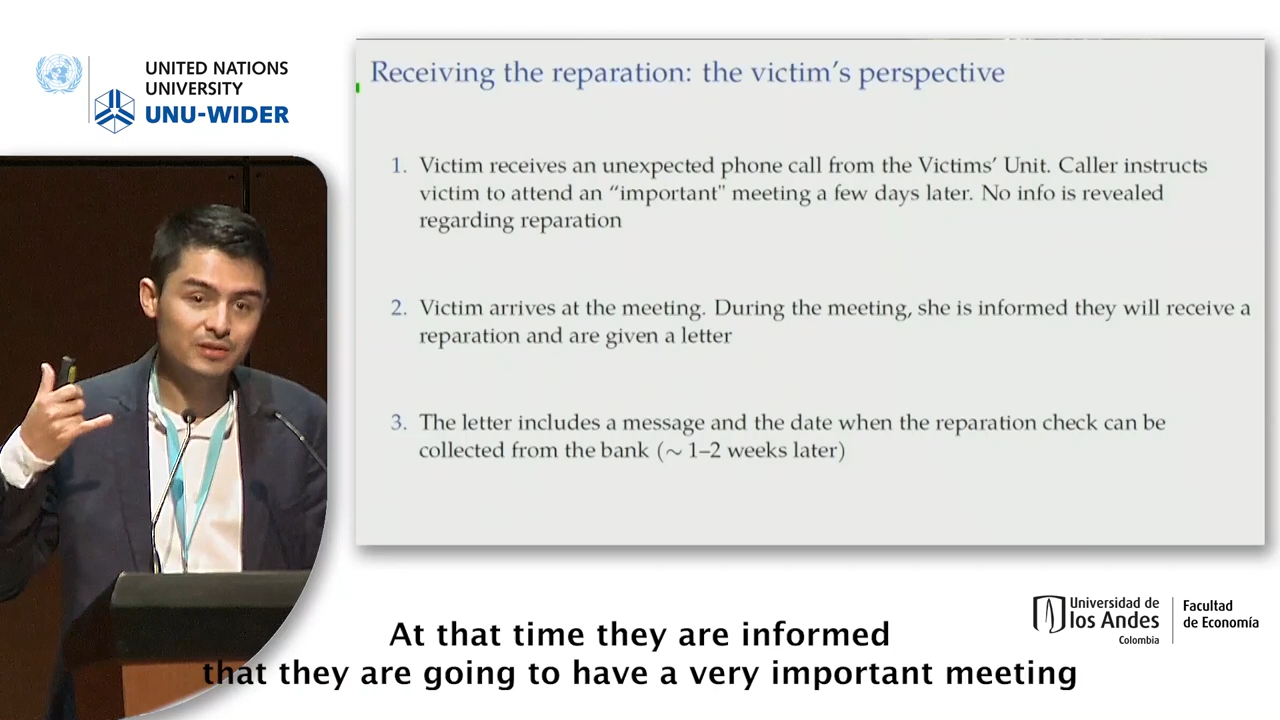 UNITED NATIONS
UNIVERSITY
UNU-WIDER
Receiving the reparation: the victim’s perspective
1. Victim receives an unexpected phone call from the Victims’ Unit. Caller instructs
victim to attend an “important" meeting a few days later. No info is revealed
regarding reparation
2. Victim arrives at the meeting. During the meeting, she is informed they will receive a
reparation and are given a letter
3. The letter includes a message and the date when the reparation check can be
collected from the bank (∼ 1–2 weeks later)
Universidad de
los Andes
Colombia
Facultad
de Economía
At that time they are informed
that they are going to have a very important meeting